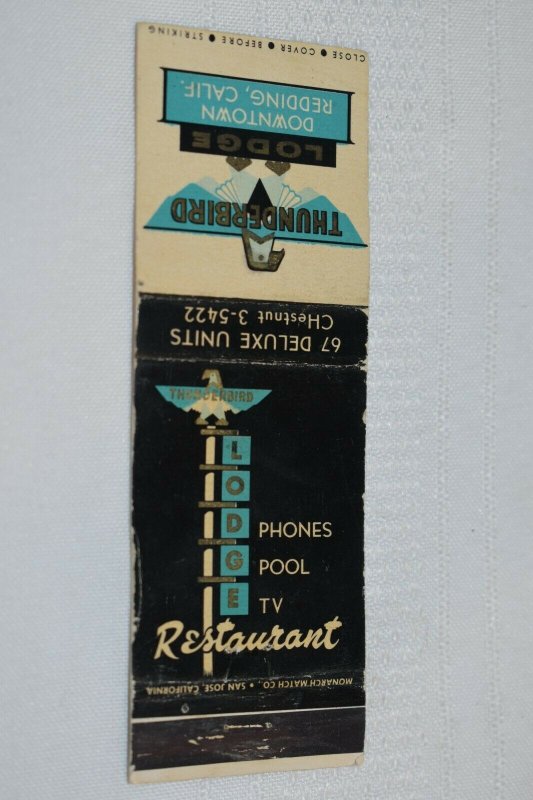 CLOSE ● COVER ● BEFORE ● STRIKING
DOWNTOWN
REDDING, CALIF.
LODGE
THUNDERBIRD
67 DELUXE UNITS
CHestnut 3-5422
THUNDERBIRD
LODGE
PHONES
POOL
TV
Restaurant
MONARCH MATCH CO. • SAN JOSE, CALIFORNIA